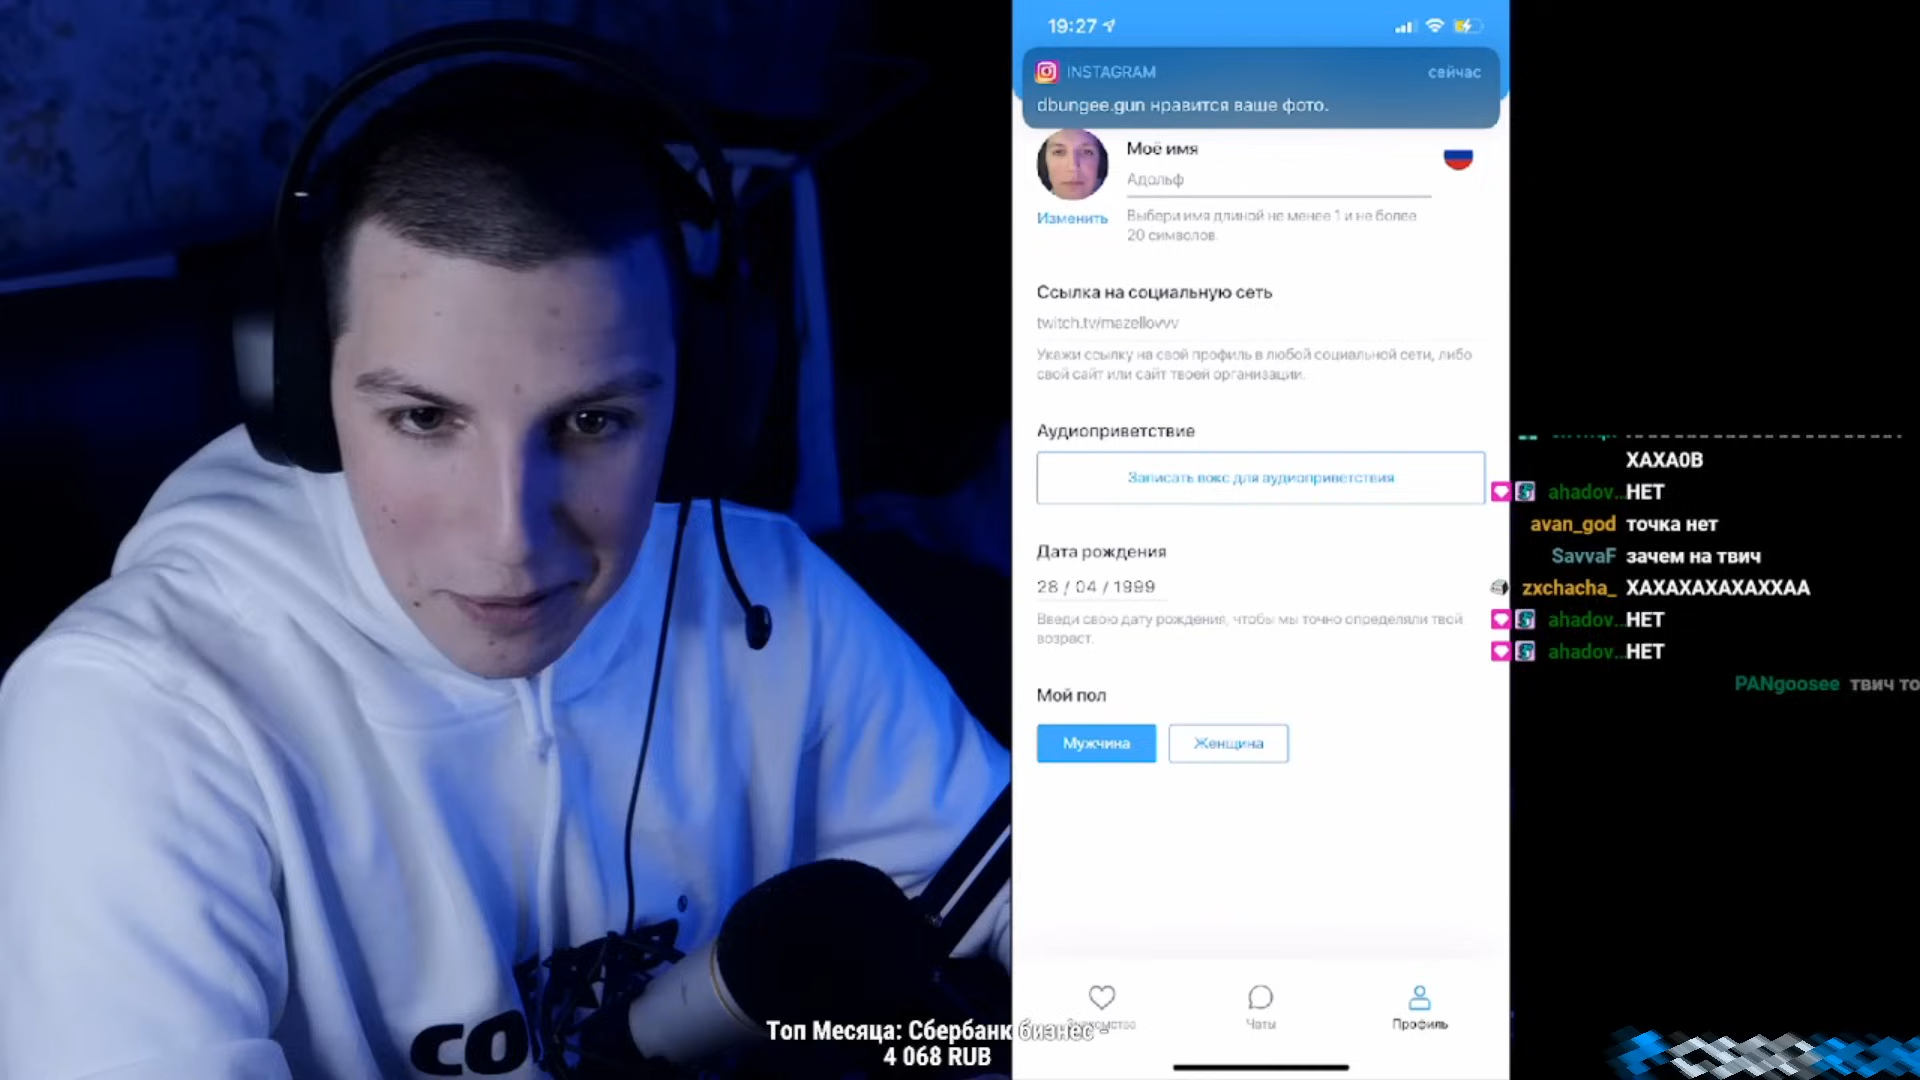 19:27
INSTAGRAM
сейчас
dbungee.gun нравится ваше фото.
Моё имя
Адольф
Изменить
Выбери имя длиной не менее 1 и не более
20 символов.
Ссылка на социальную сеть
twitch.tv/mazellovvv
Укажи ссылку на свой профиль в любой социальной сети, либо
свой сайт или сайт твоей организации.
Аудиоприветствие
Записать войс для аудиоприветствия
Дата рождения
28 / 04 / 1999
Введи свою дату рождения, чтобы мы точно определяли твой
возраст.
Мой пол
Мужчина
Женщина
Чаты
Профиль
ХАХА0В
ahadov...НЕТ
avan_god точка нет
SavvaF зачем на твич
zxchacha_ ХАХАХАХАХАХХАА
ahadov...НЕТ
ahadov...НЕТ
PANgoosee твич то
Топ Месяца: Сбербанк бизнес -
4 068 RUB
CO